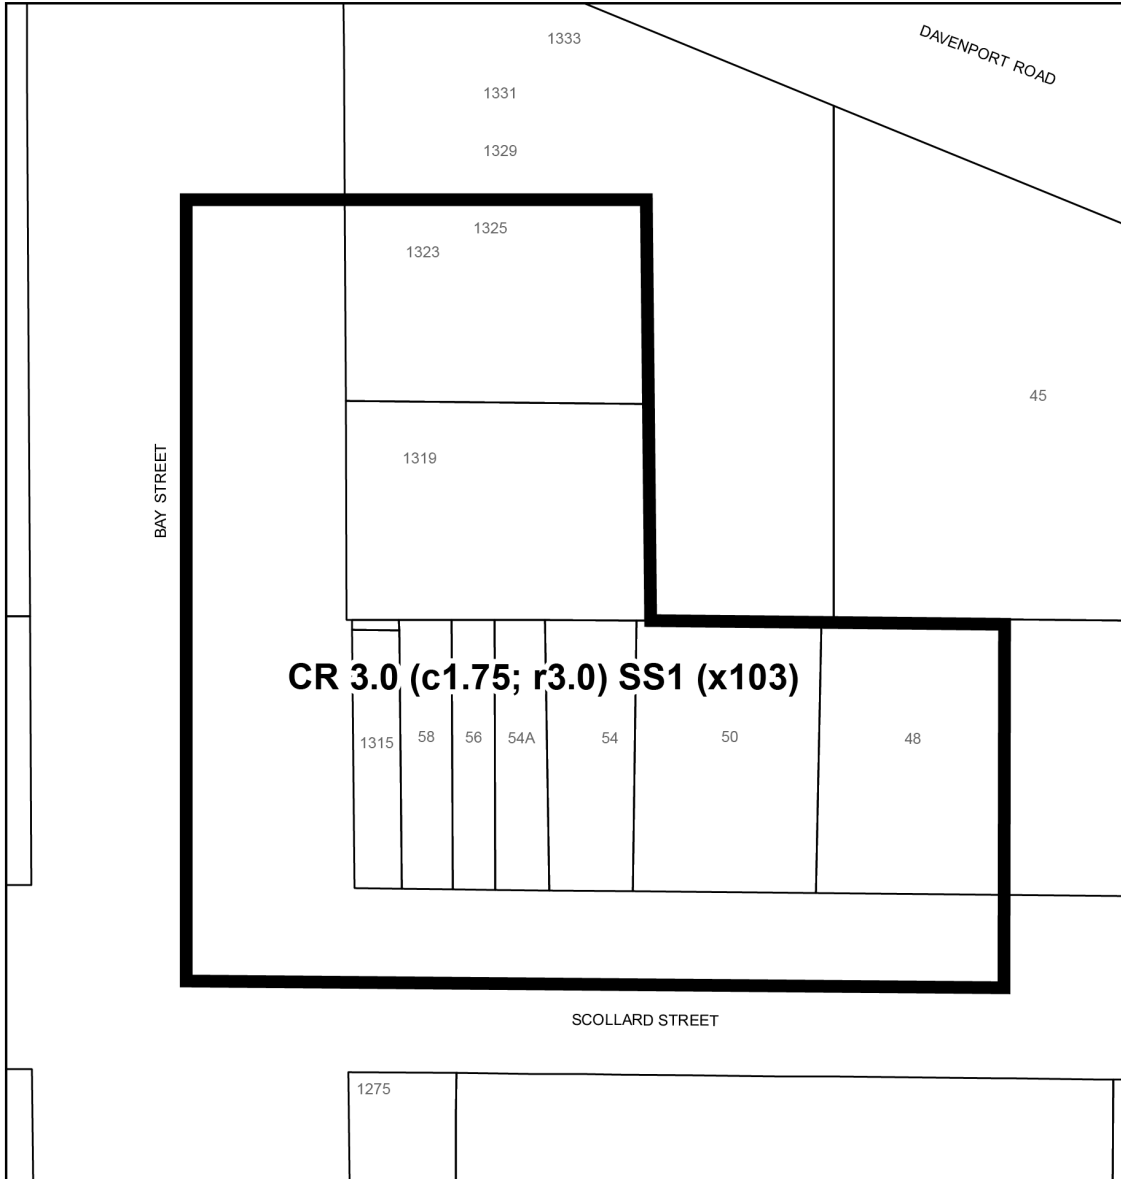 1333
DAVENPORT ROAD
1331
1329
1325
1323
45
BAY STREET
1319
CR 3.0 (c1.75; r3.0) SS1 (x103)
1315
58
56
54A
54
50
48
SCOLLARD STREET
1275